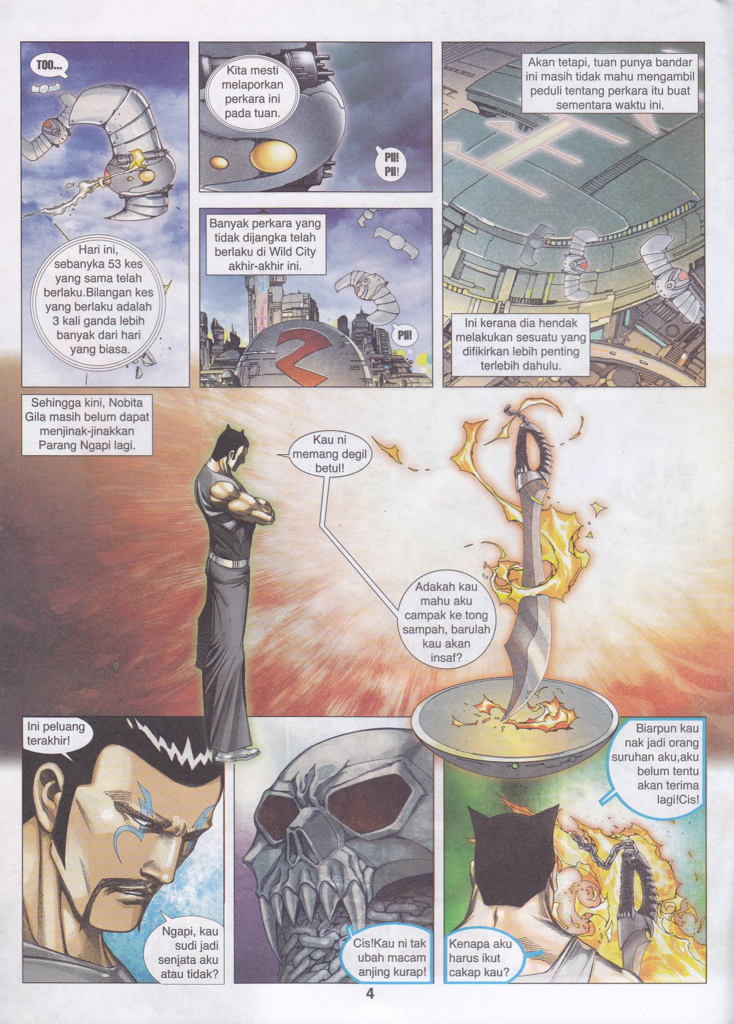 TOO...
Hari ini,
sebanyka 53 kes
yang sama telah
berlaku.Bilangan kes
yang berlaku adalah
3 kali ganda lebih
banyak dari hari
yang biasa.
Kita mesti
melaporkan
perkara ini
pada tuan.
PII!
PII!
Banyak perkara yang
tidak dijangka telah
berlaku di Wild City
akhir-akhir ini.
PII!
Akan tetapi, tuan punya bandar
ini masih tidak mahu mengambil
peduli tentang perkara itu buat
sementara waktu ini.
Ini kerana dia hendak
melakukan sesuatu yang
difikirkan lebih penting
terlebih dahulu.
Sehingga kini, Nobita
Gila masih belum dapat
menjinak-jinakkan
Parang Ngapi lagi.
Kau ni
memang degil
betul!
Adakah kau
mahu aku
campak ke tong
sampah, barulah
kau akan
insaf?
Ini peluang
terakhir!
Ngapi, kau
sudi jadi
senjata aku
atau tidak?
Cis!Kau ni tak
ubah macam
anjing kurap!
Biarpun kau
nak jadi orang
suruhan aku,aku
belum tentu
akan terima
lagi!Cis!
Kenapa aku
harus ikut
cakap kau?
4